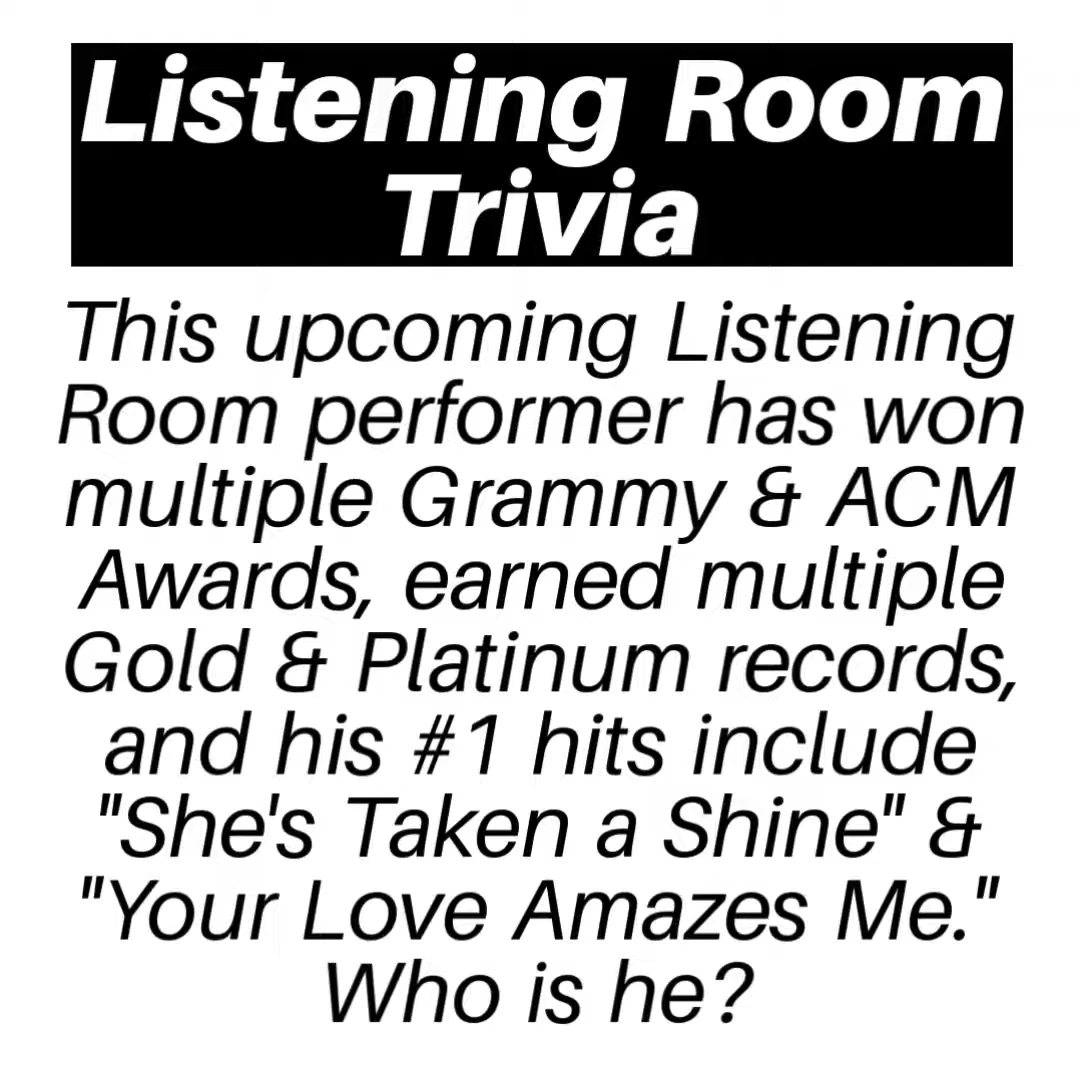 Listening Room
Trivia
This upcoming Listening
Room performer has won
multiple Grammy & ACM
Awards, earned multiple
Gold & Platinum records,
and his #1 hits include
"She's Taken a Shine" &
"Your Love Amazes Me."
Who is he?